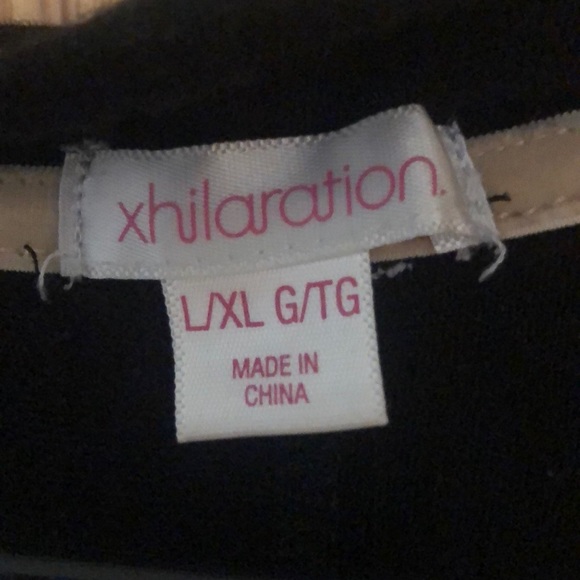 xhilaration.
L/XL G/TG
MADE IN
CHINA